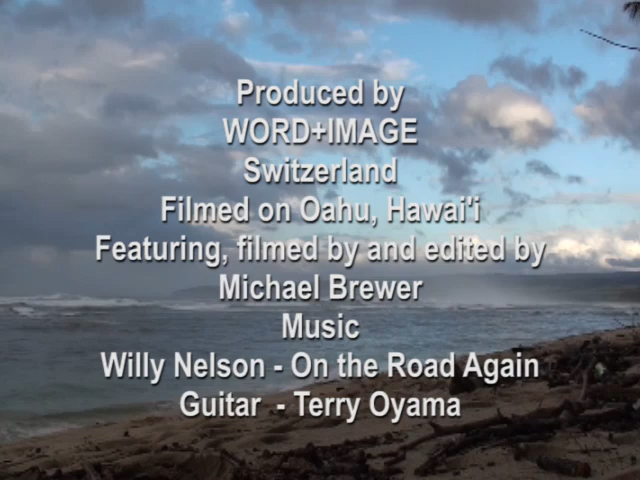 Produced by
WORD+IMAGE
Switzerland
Filmed on Oahu, Hawai'i
Featuring, filmed by and edited by
Michael Brewer
Music
Willy Nelson - On the Road Again
Guitar  - Terry Oyama